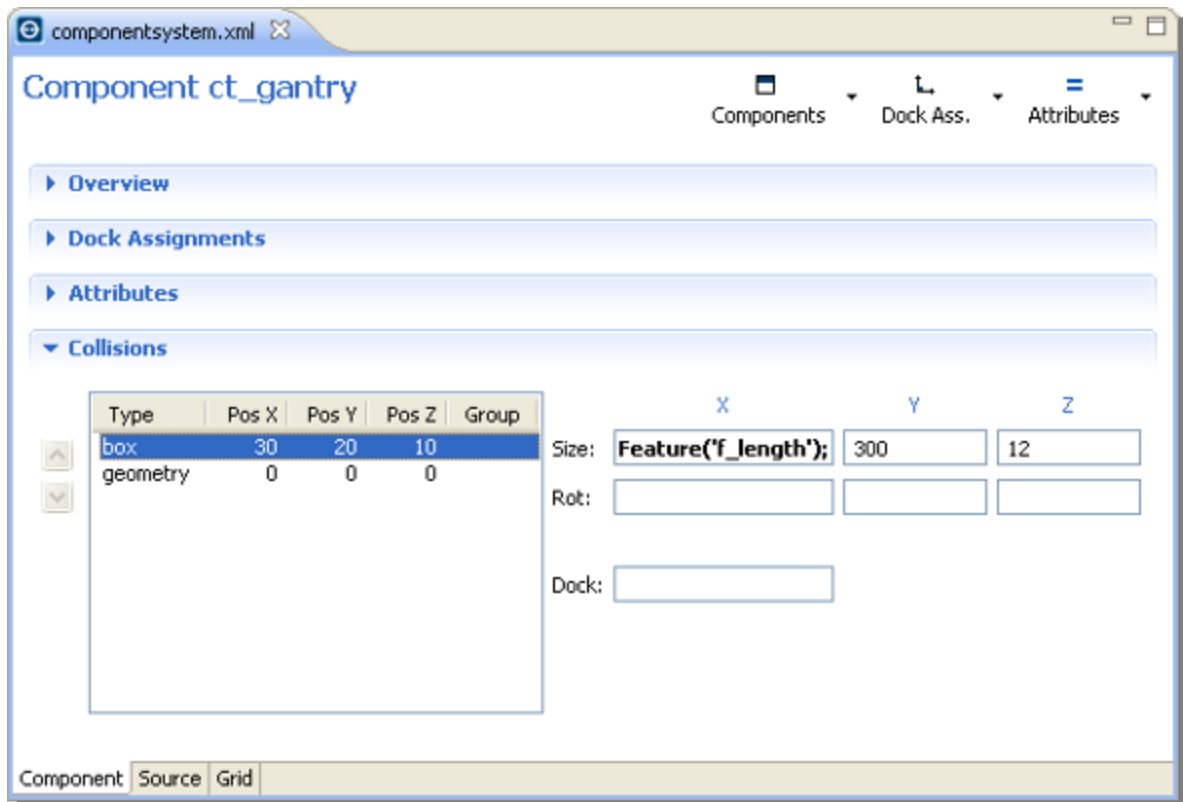 componentsystem.xml
Component ct_gantry
Components Dock Ass. Attributes
Overview
Dock Assignments
Attributes
Collisions
Type Pos X Pos Y Pos Z Group
box 30 20 10
geometry 0 0 0
X Y Z
Size: Feature('f_length'); 300 12
Rot:
Dock:
Component Source Grid